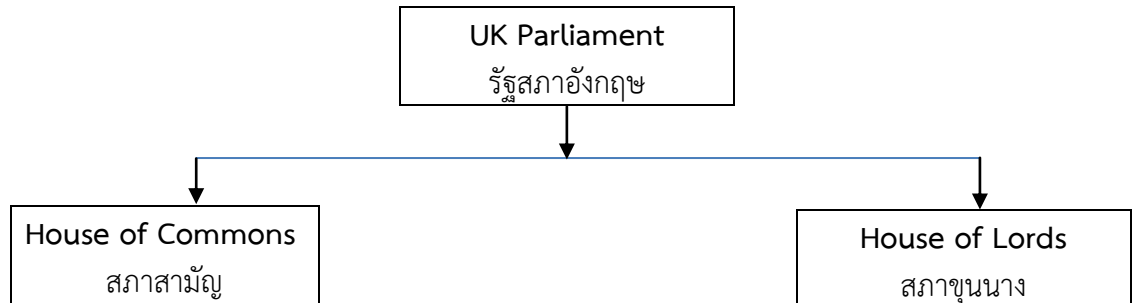 UK Parliament
รัฐสภาอังกฤษ
House of Commons
สภาสามัญ
House of Lords
สภาขุนนาง